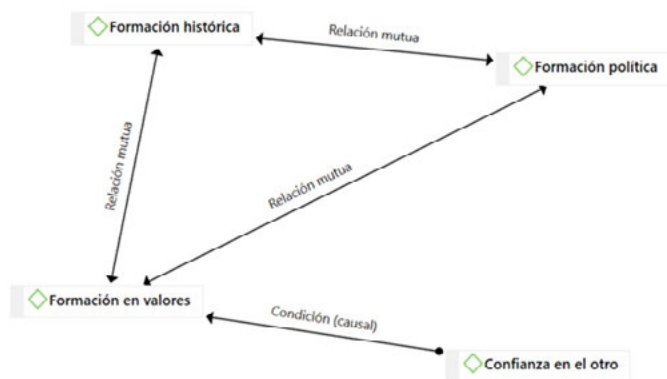 Formación histórica
Relación mutua
Formación política
Relación mutua
Relación mutua
Formación en valores
Condición (causal)
Confianza en el otro